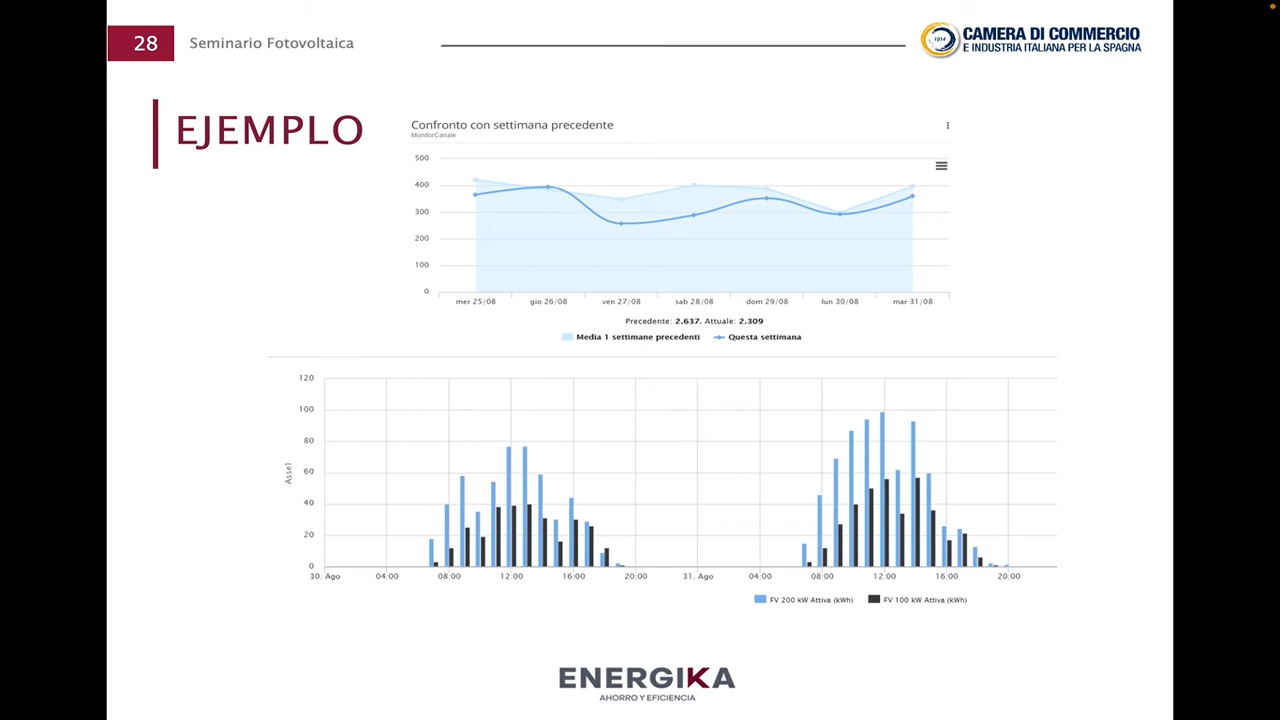 28
Seminario Fotovoltaica
1914
CAMERA DI COMMERCIO
E INDUSTRIA ITALIANA PER LA SPAGNA
EJEMPLO
Confronto con settimana precedente
MonitorCanale
500
400
300
200
100
0
mer 25/08 gio 26/08 ven 27/08 sab 28/08 dom 29/08 lun 30/08 mar 31/08
Precedente: 2.637. Attuale: 2.309
Media 1 settimane precedenti Questa settimana
120
100
80
60
40
20
0
Asse1
30. Ago 04:00 08:00 12:00 16:00 20:00 31. Ago 04:00 08:00 12:00 16:00 20:00
FV 200 kW Attiva (kWh) FV 100 kW Attiva (kWh)
ENERGIKA
AHORRO Y EFICIENCIA